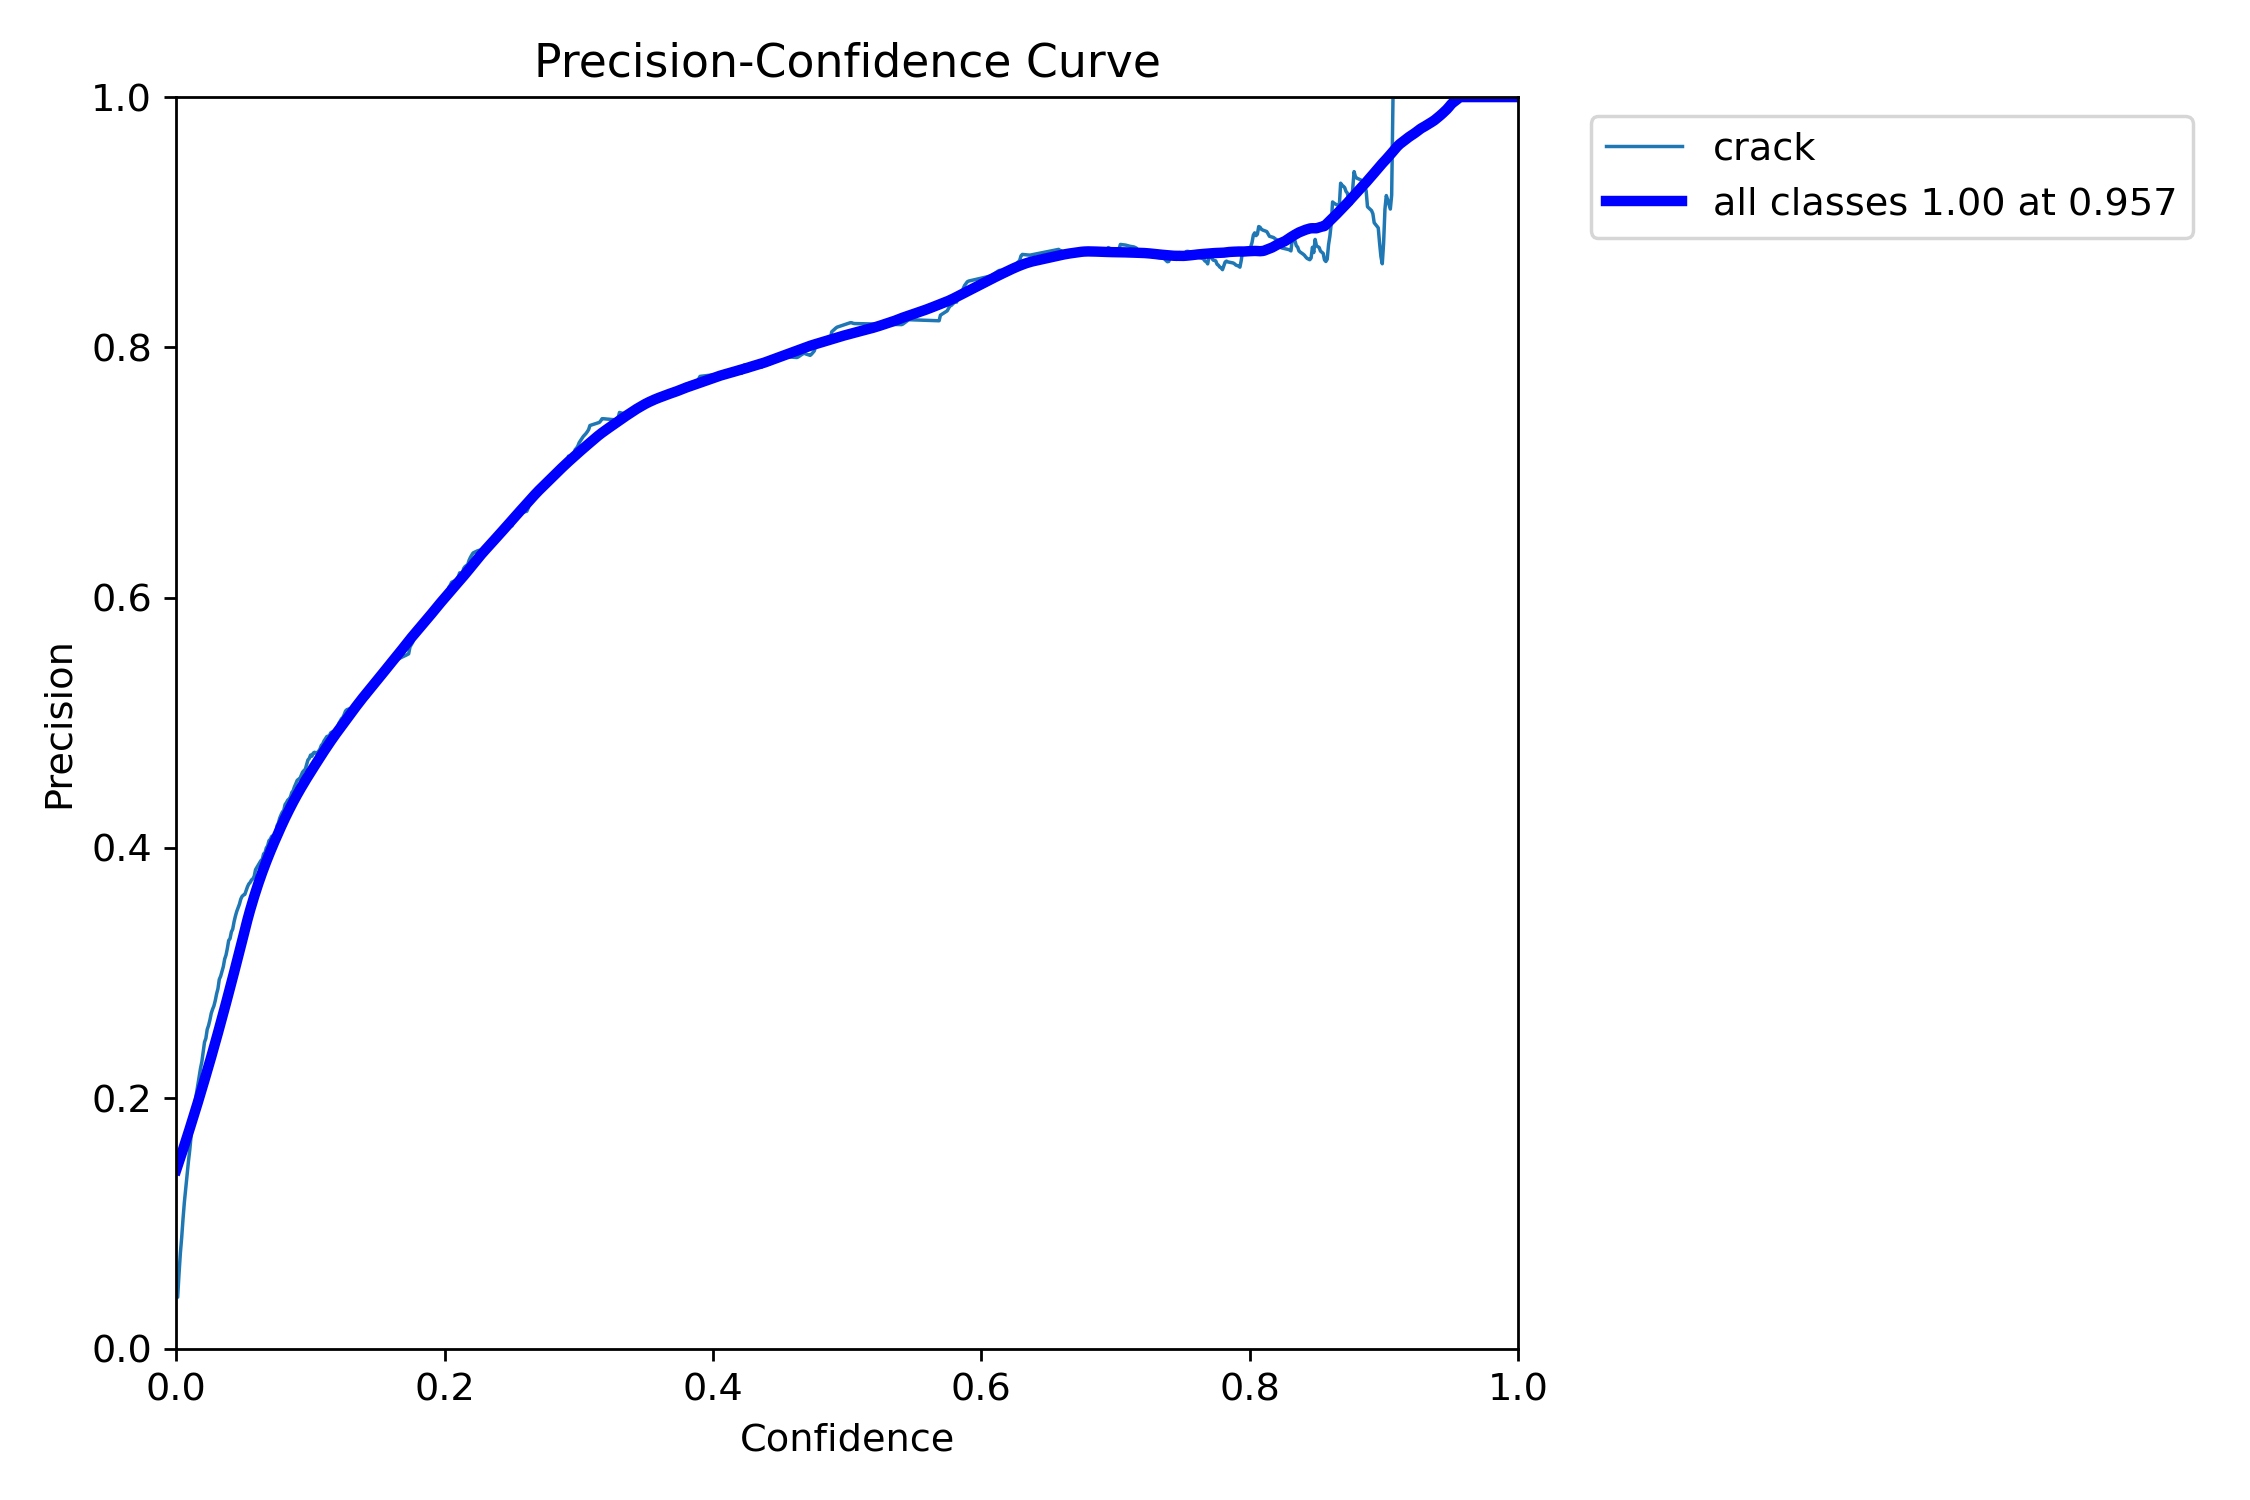 Precision-Confidence Curve
crack
all classes 1.00 at 0.957
1.0
0.8
0.6
0.4
0.2
0.0
Precision
0.0 0.2 0.4 0.6 0.8 1.0
Confidence